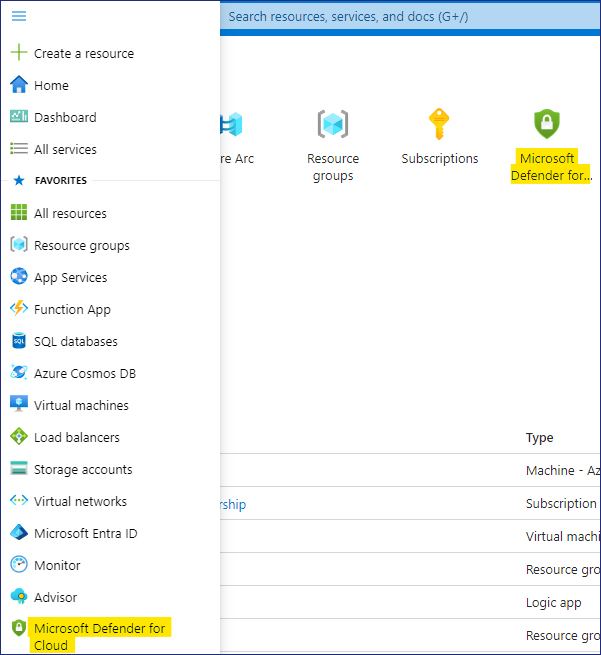 Search resources, services, and docs (G+/)
Create a resource
Home
Dashboard
All services
FAVORITES
All resources
Resource groups
App Services
Function App
SQL databases
Azure Cosmos DB
Virtual machines
Load balancers
Storage accounts
Virtual networks
Microsoft Entra ID
Monitor
Advisor
Microsoft Defender for
Cloud
re Arc
Resource
groups
Subscriptions
Microsoft
Defender for...
Type
Machine - Az
rship
Subscription
Virtual machi
Resource gro
Logic app
Resource gro